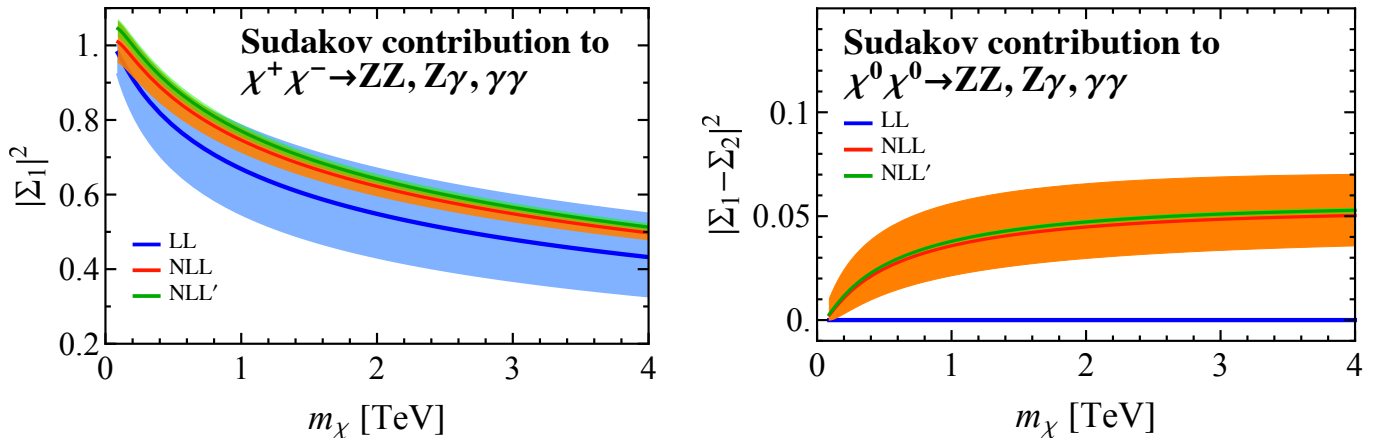 Sudakov contribution to
χ⁺χ⁻→ZZ, Zγ, γγ
|Σ₁|²
1.
0.8
0.6
0.4
0.2
LL
NLL
NLL′
0 1 2 3 4
mχ [TeV]
Sudakov contribution to
χ⁰χ⁰→ZZ, Zγ, γγ
|Σ₁−Σ₂|²
LL
NLL
NLL′
0.1
0.05
0.
0 1 2 3 4
mχ [TeV]